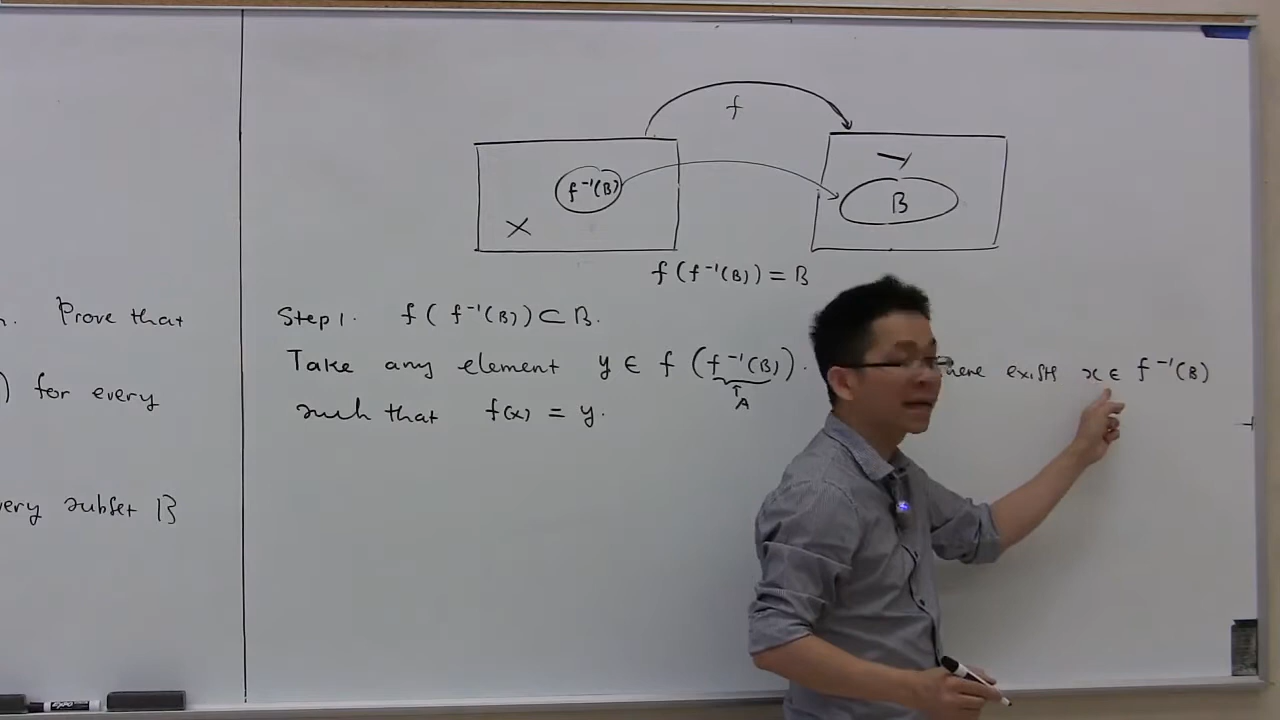 f
f⁻¹(B)
X
Y
B
f(f⁻¹(B)) = B
n. Prove that
) for every
very subset B
Step 1. f( f⁻¹(B)) ⊂ B.
Take any element y ∈ f (f⁻¹(B)). There exists x ∈ f⁻¹(B)
A
such that f(x) = y.
EXPO